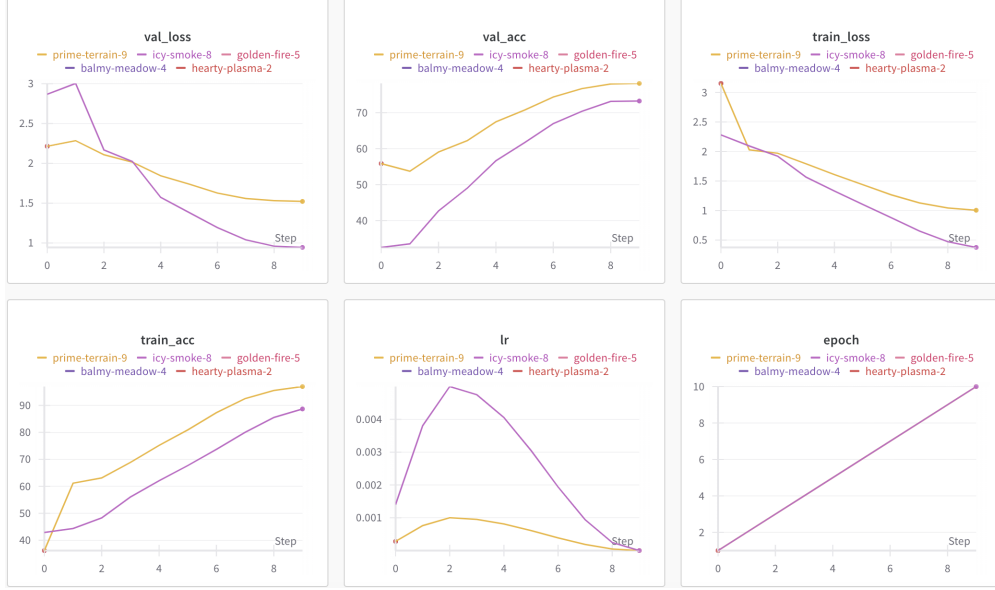 val_loss
prime-terrain-9 icy-smoke-8 golden-fire-5
balmy-meadow-4 hearty-plasma-2
3
2.5
2
1.5
1
Step
0 2 4 6 8
val_acc
prime-terrain-9 icy-smoke-8 golden-fire-5
balmy-meadow-4 hearty-plasma-2
70
60
50
40
Step
0 2 4 6 8
train_loss
prime-terrain-9 icy-smoke-8 golden-fire-5
balmy-meadow-4 hearty-plasma-2
3
2.5
2
1.5
1
0.5
Step
0 2 4 6 8
train_acc
prime-terrain-9 icy-smoke-8 golden-fire-5
balmy-meadow-4 hearty-plasma-2
90
80
70
60
50
40
Step
0 2 4 6 8
lr
prime-terrain-9 icy-smoke-8 golden-fire-5
balmy-meadow-4 hearty-plasma-2
0.004
0.003
0.002
0.001
Step
0 2 4 6 8
epoch
prime-terrain-9 icy-smoke-8 golden-fire-5
balmy-meadow-4 hearty-plasma-2
10
8
6
4
2
Step
0 2 4 6 8